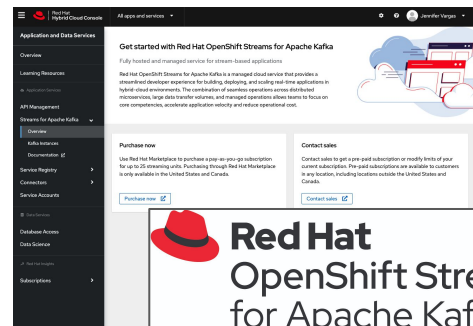 Red Hat
Hybrid Cloud Console
All apps and services
Jennifer Vargas
Application and Data Services
Overview
Learning Resources
Application Services
API Management
Streams for Apache Kafka
Overview
Kafka Instances
Documentation
Service Registry
Connectors
Service Accounts
Data Services
Database Access
Data Science
Red Hat Insights
Subscriptions
Get started with Red Hat OpenShift Streams for Apache Kafka
Fully hosted and managed service for stream-based applications
Red Hat OpenShift Streams for Apache Kafka is a managed cloud service that provides a
streamlined developer experience for building, deploying, and scaling real-time applications in
hybrid-cloud environments. The combination of seamless operations across distributed
microservices, large data transfer volumes, and managed operations allows teams to focus on
core competencies, accelerate application velocity and reduce operational cost.
Purchase now
Use Red Hat Marketplace to purchase a pay-as-you-go subscription
for up to 25 streaming units. Purchasing through Red Hat Marketplace
is only available in the United States and Canada.
Purchase now
Contact sales
Contact sales to get a pre-paid subscription or modify limits of your
current subscription. Pre-paid subscriptions are available to customers
in any location, including locations outside the United States and
Canada.
Contact sales
Red Hat
OpenShift Stre
for Apache Kaf